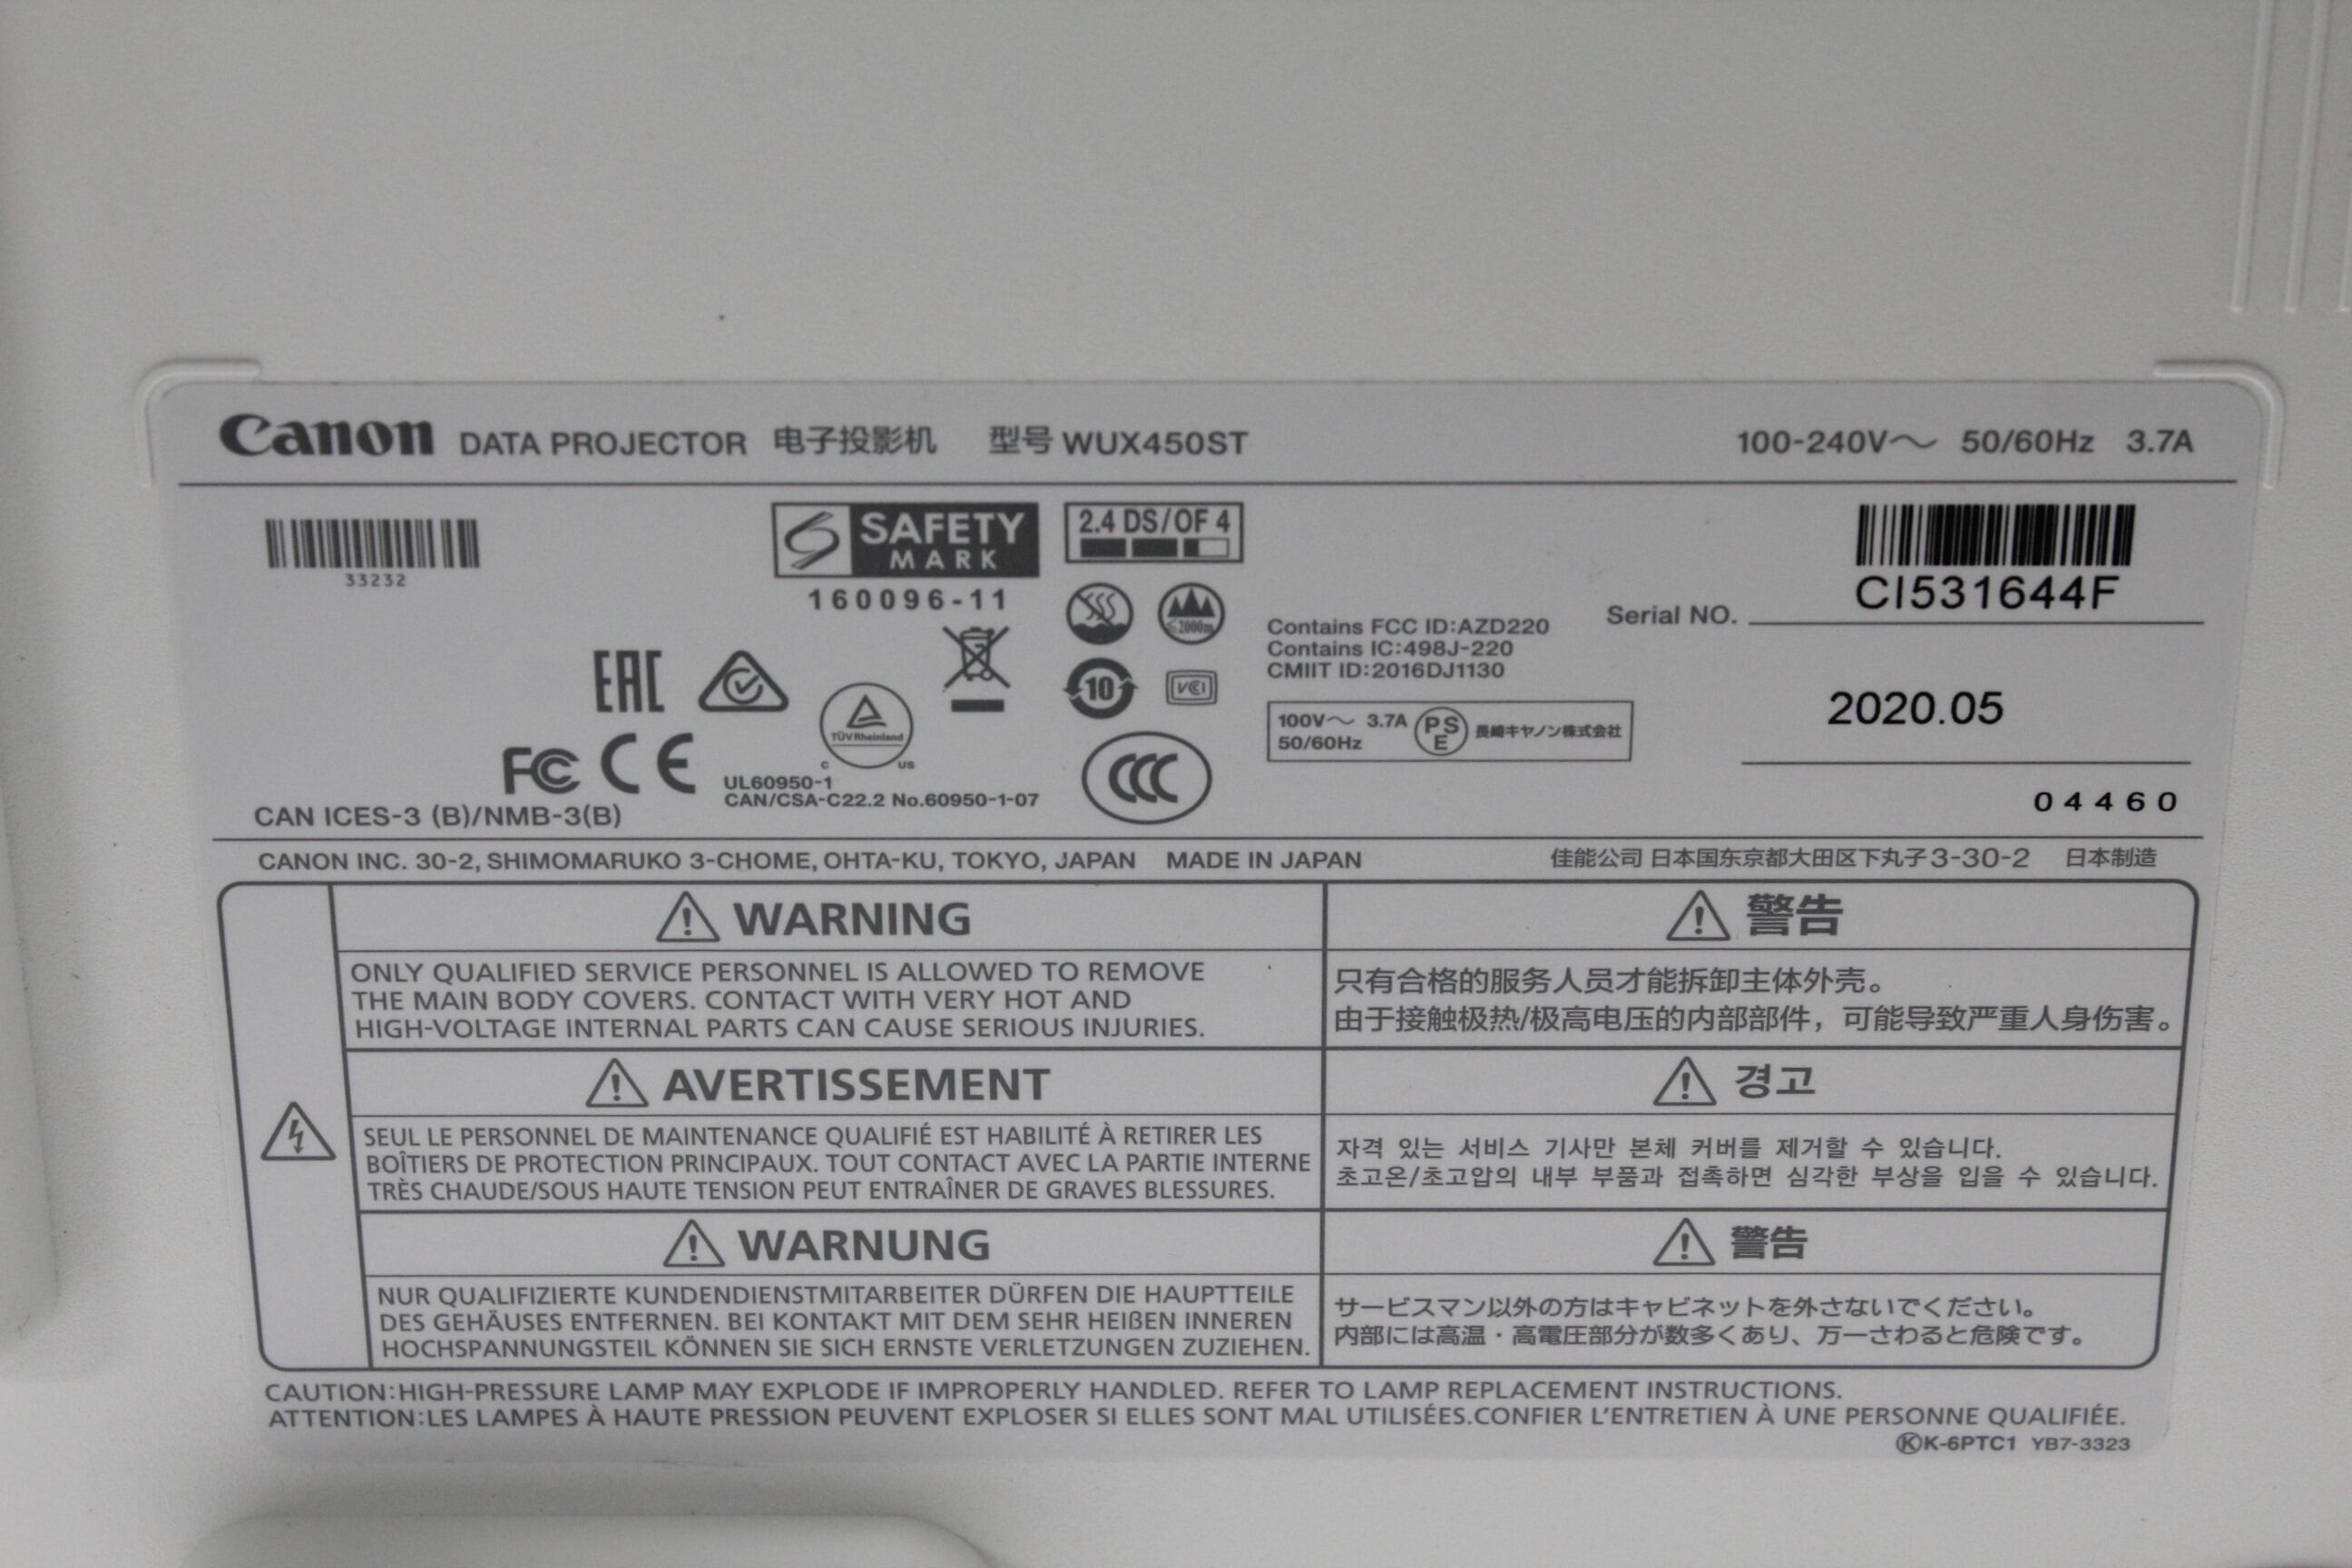 Canon DATA PROJECTOR 电子投影机 型号 WUX450ST 100-240V～ 50/60Hz 3.7A
33232
SAFETY
MARK
160096-11
2.4 DS/OF 4
≤2000m
10
VCI
EAC
TÜVRheinland
c us
FC CE
UL60950-1
CAN/CSA-C22.2 No.60950-1-07
CCC
CAN ICES-3 (B)/NMB-3(B)
Contains FCC ID:AZD220
Contains IC:498J-220
CMIIT ID:2016DJ1130
100V～ 3.7A
50/60Hz
PS
E
長崎キヤノン株式会社
Serial NO. CI531644F
2020.05
04460
CANON INC. 30-2, SHIMOMARUKO 3-CHOME, OHTA-KU, TOKYO, JAPAN MADE IN JAPAN 佳能公司 日本国东京都大田区下丸子3-30-2 日本制造
WARNING
ONLY QUALIFIED SERVICE PERSONNEL IS ALLOWED TO REMOVE
THE MAIN BODY COVERS. CONTACT WITH VERY HOT AND
HIGH-VOLTAGE INTERNAL PARTS CAN CAUSE SERIOUS INJURIES.
警告
只有合格的服务人员才能拆卸主体外壳。
由于接触极热/极高电压的内部部件，可能导致严重人身伤害。
AVERTISSEMENT
SEUL LE PERSONNEL DE MAINTENANCE QUALIFIÉ EST HABILITÉ À RETIRER LES
BOÎTIERS DE PROTECTION PRINCIPAUX. TOUT CONTACT AVEC LA PARTIE INTERNE
TRÈS CHAUDE/SOUS HAUTE TENSION PEUT ENTRAÎNER DE GRAVES BLESSURES.
경고
자격 있는 서비스 기사만 본체 커버를 제거할 수 있습니다.
초고온/초고압의 내부 부품과 접촉하면 심각한 부상을 입을 수 있습니다.
WARNUNG
NUR QUALIFIZIERTE KUNDENDIENSTMITARBEITER DÜRFEN DIE HAUPTTEILE
DES GEHÄUSES ENTFERNEN. BEI KONTAKT MIT DEM SEHR HEIßEN INNEREN
HOCHSPANNUNGSTEIL KÖNNEN SIE SICH ERNSTE VERLETZUNGEN ZUZIEHEN.
警告
サービスマン以外の方はキャビネットを外さないでください。
内部には高温・高電圧部分が数多くあり、万一さわると危険です。
CAUTION:HIGH-PRESSURE LAMP MAY EXPLODE IF IMPROPERLY HANDLED. REFER TO LAMP REPLACEMENT INSTRUCTIONS.
ATTENTION:LES LAMPES À HAUTE PRESSION PEUVENT EXPLOSER SI ELLES SONT MAL UTILISÉES.CONFIER L'ENTRETIEN À UNE PERSONNE QUALIFIÉE.
ⓀK-6PTC1 YB7-3323